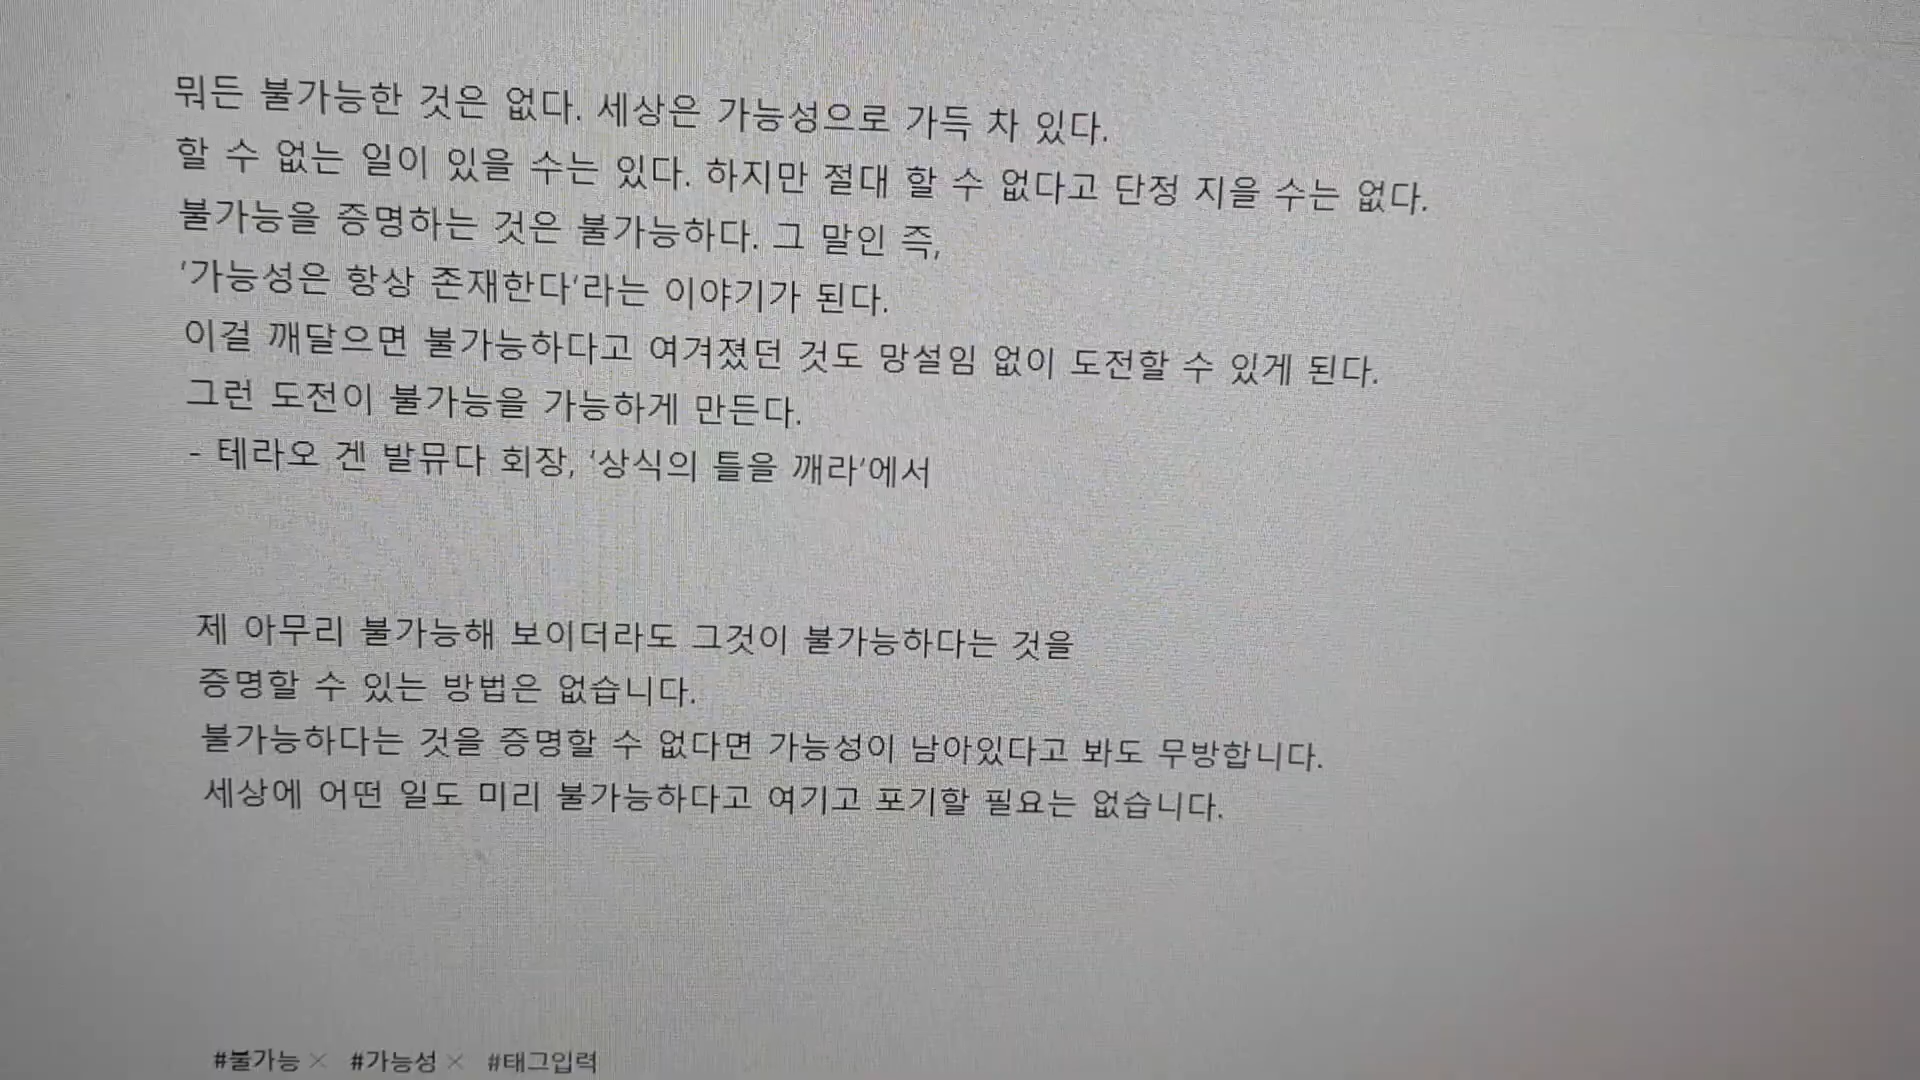 뭐든 불가능한 것은 없다. 세상은 가능성으로 가득 차 있다.
할 수 없는 일이 있을 수는 있다. 하지만 절대 할 수 없다고 단정 지을 수는 없다.
불가능을 증명하는 것은 불가능하다. 그 말인 즉,
'가능성은 항상 존재한다'라는 이야기가 된다.
이걸 깨달으면 불가능하다고 여겨졌던 것도 망설임 없이 도전할 수 있게 된다.
그런 도전이 불가능을 가능하게 만든다.
- 테라오 겐 발뮤다 회장, '상식의 틀을 깨라'에서
제 아무리 불가능해 보이더라도 그것이 불가능하다는 것을
증명할 수 있는 방법은 없습니다.
불가능하다는 것을 증명할 수 없다면 가능성이 남아있다고 봐도 무방합니다.
세상에 어떤 일도 미리 불가능하다고 여기고 포기할 필요는 없습니다.
#불가능× #가능성× #태그입력